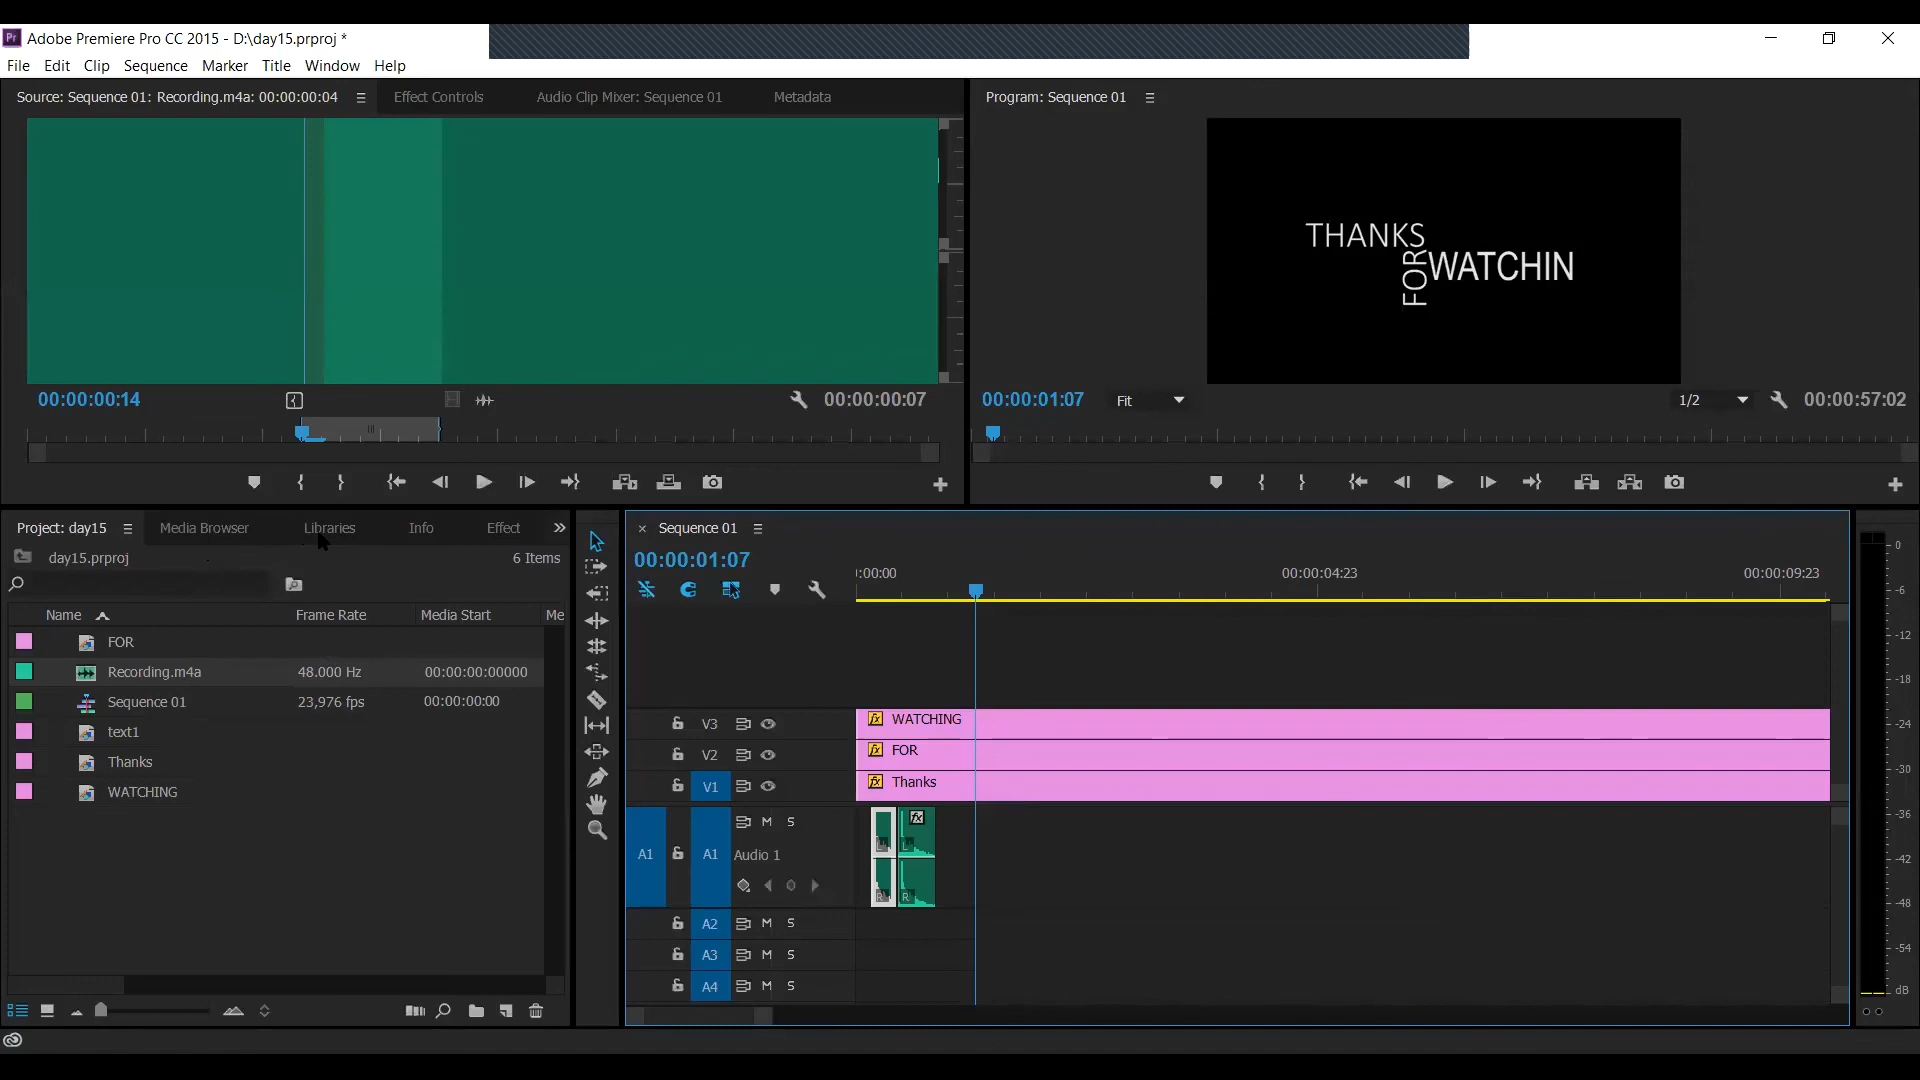 Pr Adobe Premiere Pro CC 2015 - D:\day15.prproj *
File Edit Clip Sequence Marker Title Window Help
Source: Sequence 01: Recording.m4a: 00:00:00:04 Effect Controls Audio Clip Mixer: Sequence 01 Metadata
Program: Sequence 01
THANKS
FOR
WATCHIN
00:00:00:14 00:00:00:07
00:00:01:07 Fit 1/2 00:00:57:02
Project: day15 Media Browser Libraries Info Effect
day15.prproj 6 Items
Name Frame Rate Media Start Me
FOR
Recording.m4a 48.000 Hz 00:00:00:00000
Sequence 01 23,976 fps 00:00:00:00
text1
Thanks
WATCHING
× Sequence 01
00:00:01:07
:00:00 00:00:04:23 00:00:09:23
V3 fx WATCHING
V2 fx FOR
V1 fx Thanks
A1 A1 M S
Audio 1
fx
L L
R R
A2 M S
A3 M S
A4 M S
0
-6
-12
-18
-24
-30
-36
-42
-48
-54
dB